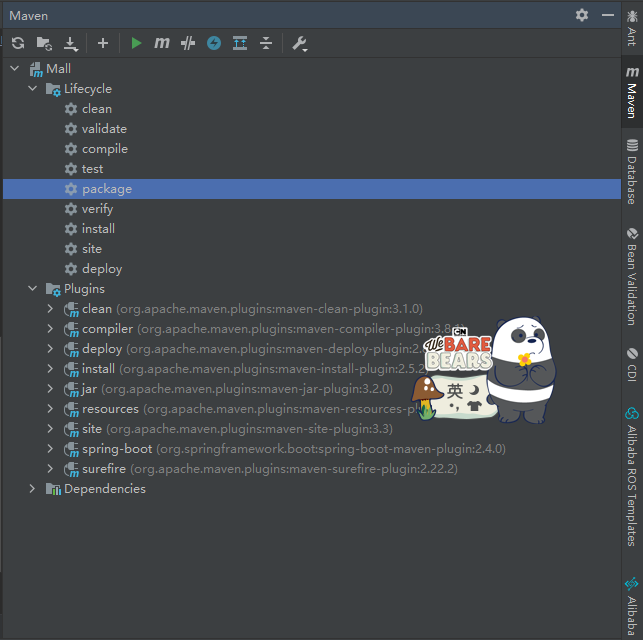 Maven
Mall
Lifecycle
clean
validate
compile
test
package
verify
install
site
deploy
Plugins
clean (org.apache.maven.plugins:maven-clean-plugin:3.1.0)
compiler (org.apache.maven.plugins:maven-compiler-plugin:3.8.1)
deploy (org.apache.maven.plugins:maven-deploy-plugin:2.
install (org.apache.maven.plugins:maven-install-plugin:2.5.2
jar (org.apache.maven.plugins:maven-jar-plugin:3.2.0)
resources (org.apache.maven.plugins:maven-resources-p
site (org.apache.maven.plugins:maven-site-plugin:3.3)
spring-boot (org.springframework.boot:spring-boot-maven-plugin:2.4.0)
surefire (org.apache.maven.plugins:maven-surefire-plugin:2.22.2)
Dependencies
CN
We BARE
BEARS
英
Ant
Maven
Database
Bean Validation
CDI
Alibaba ROS Templates
Alibaba